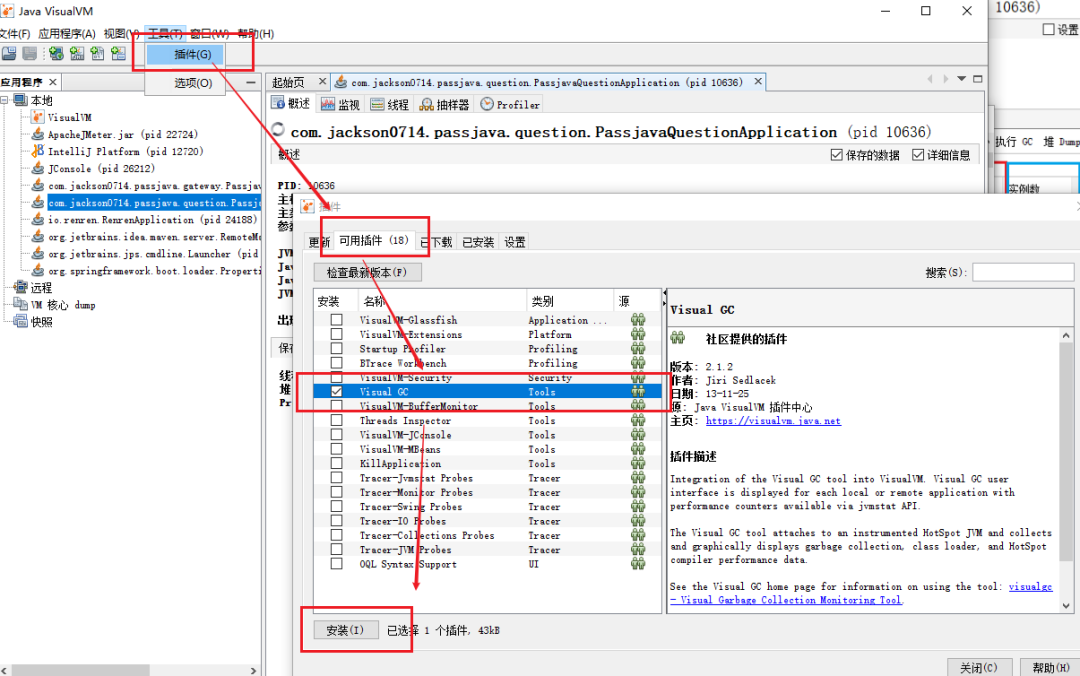 Java VisualVM
10636)
文件(F) 应用程序(A) 视图(V) 工具(T) 窗口(W) 帮助(H)
设置
插件(G)
选项(O)
应用程序
起始页
com.jackson0714.passjava.question.PassjavaQuestionApplication (pid 10636)
本地
VisualVM
ApacheJMeter.jar (pid 22724)
IntelliJ Platform (pid 12720)
JConsole (pid 26212)
com.jackson0714.passjava.gateway.Passjav
com.jackson0714.passjava.question.Passja
io.renren.RenrenApplication (pid 24188)
org.jetbrains.idea.maven.server.RemoteMa
org.jetbrains.jps.cmdline.Launcher (pid
org.springframework.boot.loader.Properti
远程
VM 核心 dump
快照
概述 监视 线程 抽样器 Profiler
com.jackson0714.passjava.question.PassjavaQuestionApplication (pid 10636)
概述
保存的数据 详细信息
执行 GC 堆 Dump
实例数
PID: 10636
主机
主类
参数
JVM
Jav
Jav
JVM
保存
线
堆
Pr
插件
更新 可用插件 (18) 已下载 已安装 设置
检查最新版本(F)
搜索(S):
安装 名称 类别 源
VisualVM-Glassfish Application ...
VisualVM-Extensions Platform
Startup Profiler Profiling
BTrace Workbench Profiling
VisualVM-Security Security
Visual GC Tools
VisualVM-BufferMonitor Tools
Threads Inspector Tools
VisualVM-JConsole Tools
VisualVM-MBeans Tools
KillApplication Tools
Tracer-Jvmstat Probes Tracer
Tracer-Monitor Probes Tracer
Tracer-Swing Probes Tracer
Tracer-IO Probes Tracer
Tracer-Collections Probes Tracer
Tracer-JVM Probes Tracer
OQL Syntax Support UI
Visual GC
社区提供的插件
版本: 2.1.2
作者: Jiri Sedlacek
日期: 13-11-25
源: Java VisualVM 插件中心
主页: https://visualvm.java.net
插件描述
Integration of the Visual GC tool into VisualVM. Visual GC user
interface is displayed for each local or remote application with
performance counters available via jvmstat API.
The Visual GC tool attaches to an instrumented HotSpot JVM and collects
and graphically displays garbage collection, class loader, and HotSpot
compiler performance data.
See the Visual GC home page for information on using the tool: visualgc
- Visual Garbage Collection Monitoring Tool.
安装(I) 已选择 1 个插件, 43kB
关闭(C) 帮助(H)